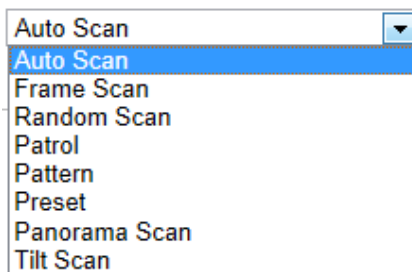 Auto Scan
Auto Scan
Frame Scan
Random Scan
Patrol
Pattern
Preset
Panorama Scan
Tilt Scan